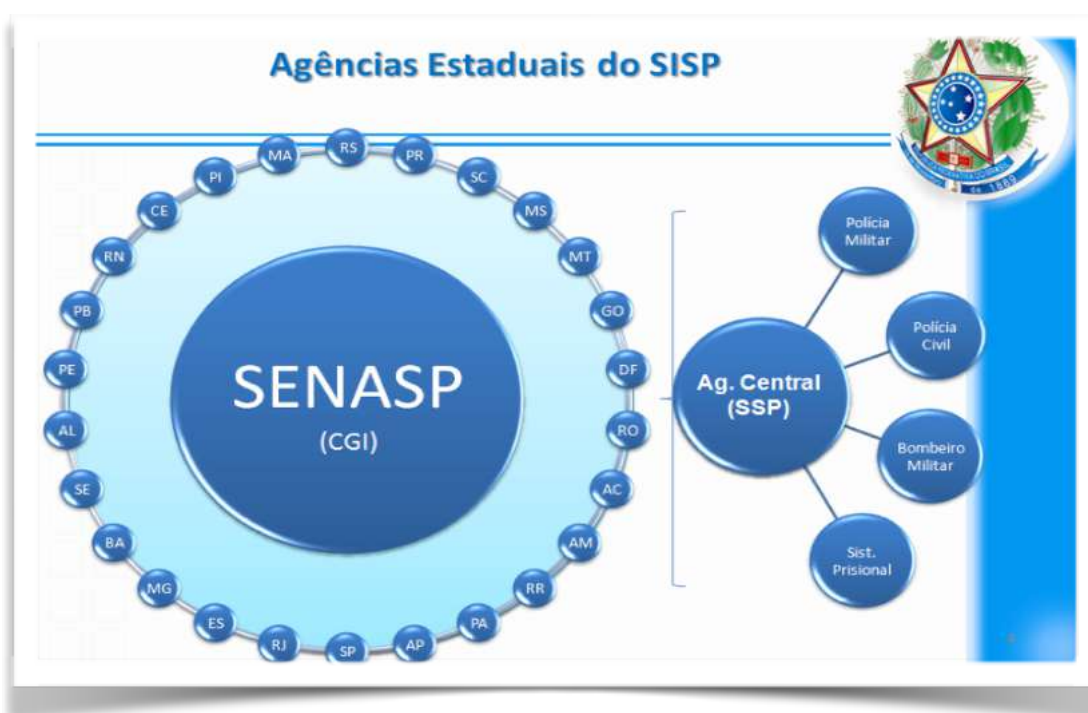 Agências Estaduais do SISP
RS
PR
SC
MS
MT
GO
DF
RO
AC
AM
RR
PA
AP
SP
RJ
ES
MG
BA
SE
AL
PE
PB
RN
CE
PI
MA
SENASP
(CGI)
Ag. Central
(SSP)
Polícia
Militar
Polícia
Civil
Bombeiro
Militar
Sist.
Prisional
de 1889